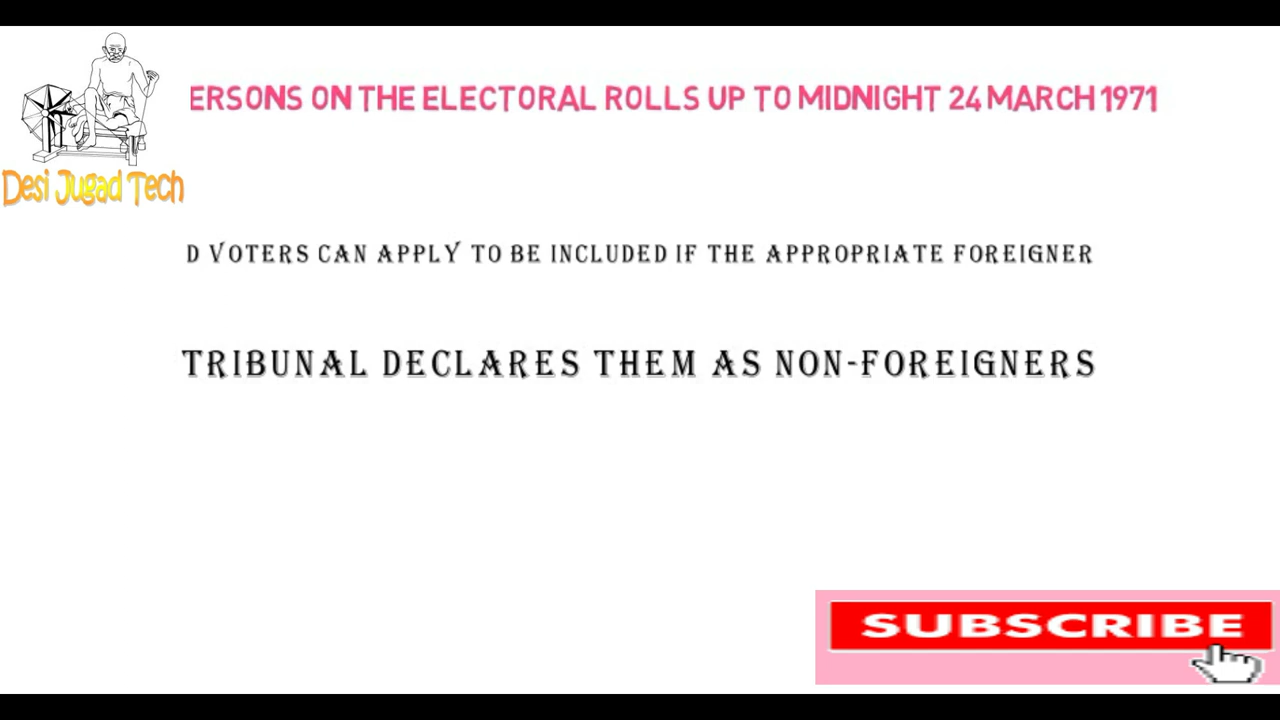 ERSONS ON THE ELECTORAL ROLLS UP TO MIDNIGHT 24 MARCH 1971
Desi Jugad Tech
D VOTERS CAN APPLY TO BE INCLUDED IF THE APPROPRIATE FOREIGNER
TRIBUNAL DECLARES THEM AS NON-FOREIGNERS
SUBSCRIBE